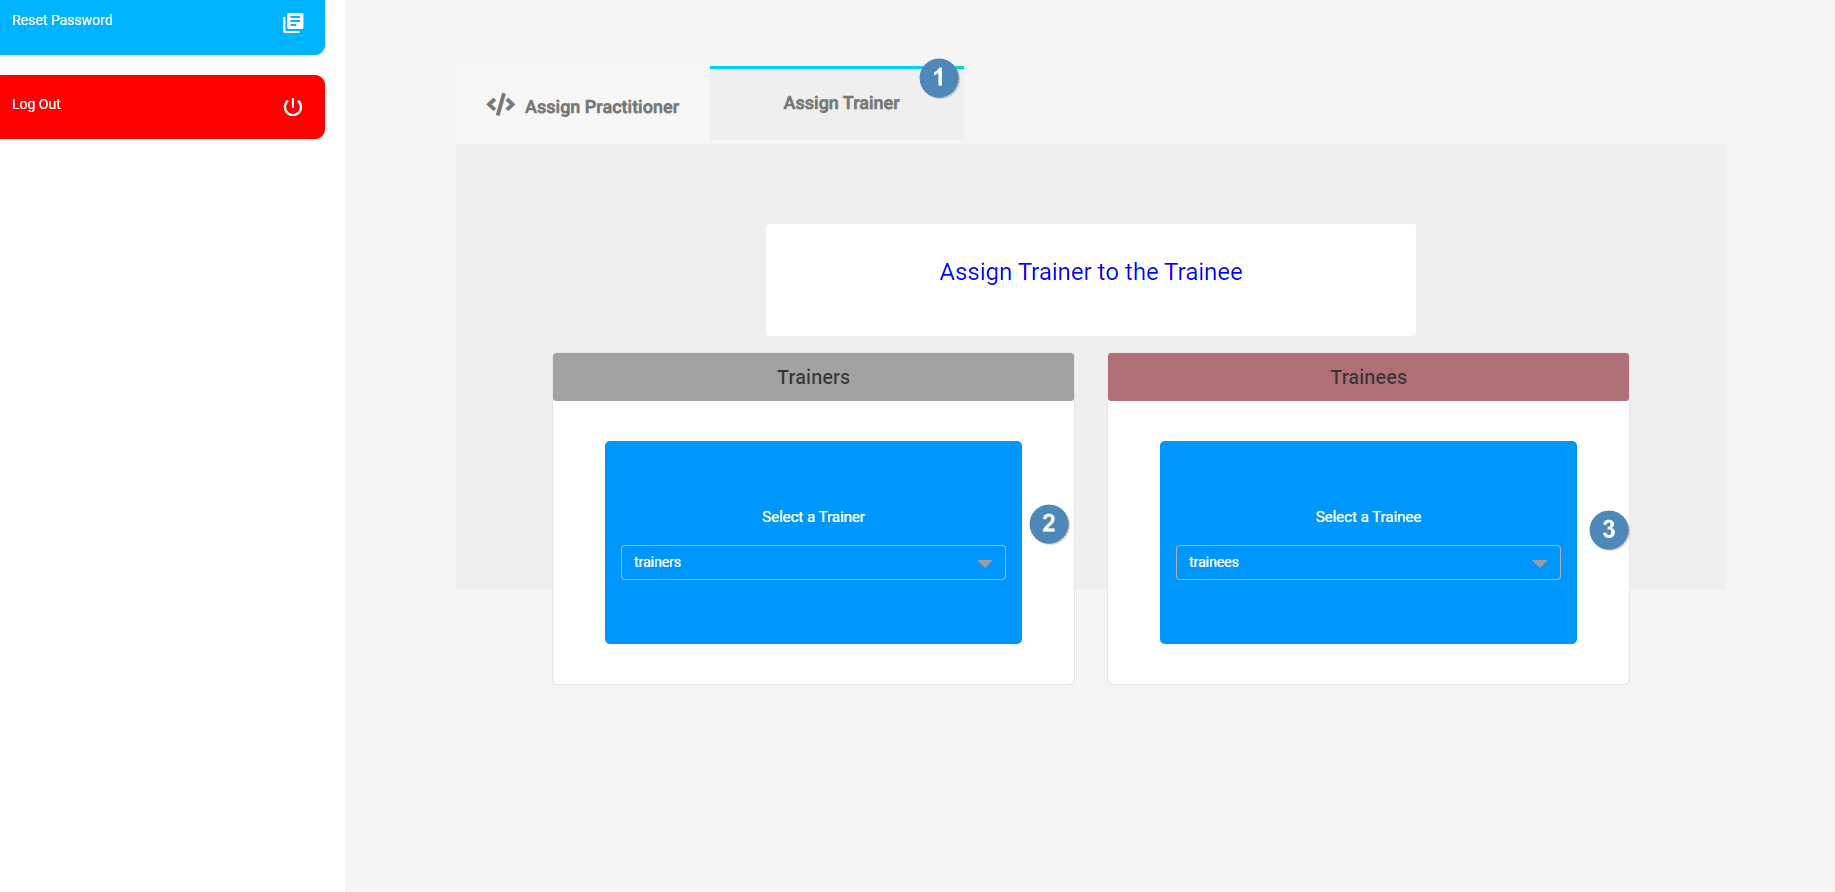 Reset Password
Log Out
Assign Practitioner
Assign Trainer
1
Assign Trainer to the Trainee
Trainers
Trainees
Select a Trainer
2
Select a Trainee
3
trainers
trainees